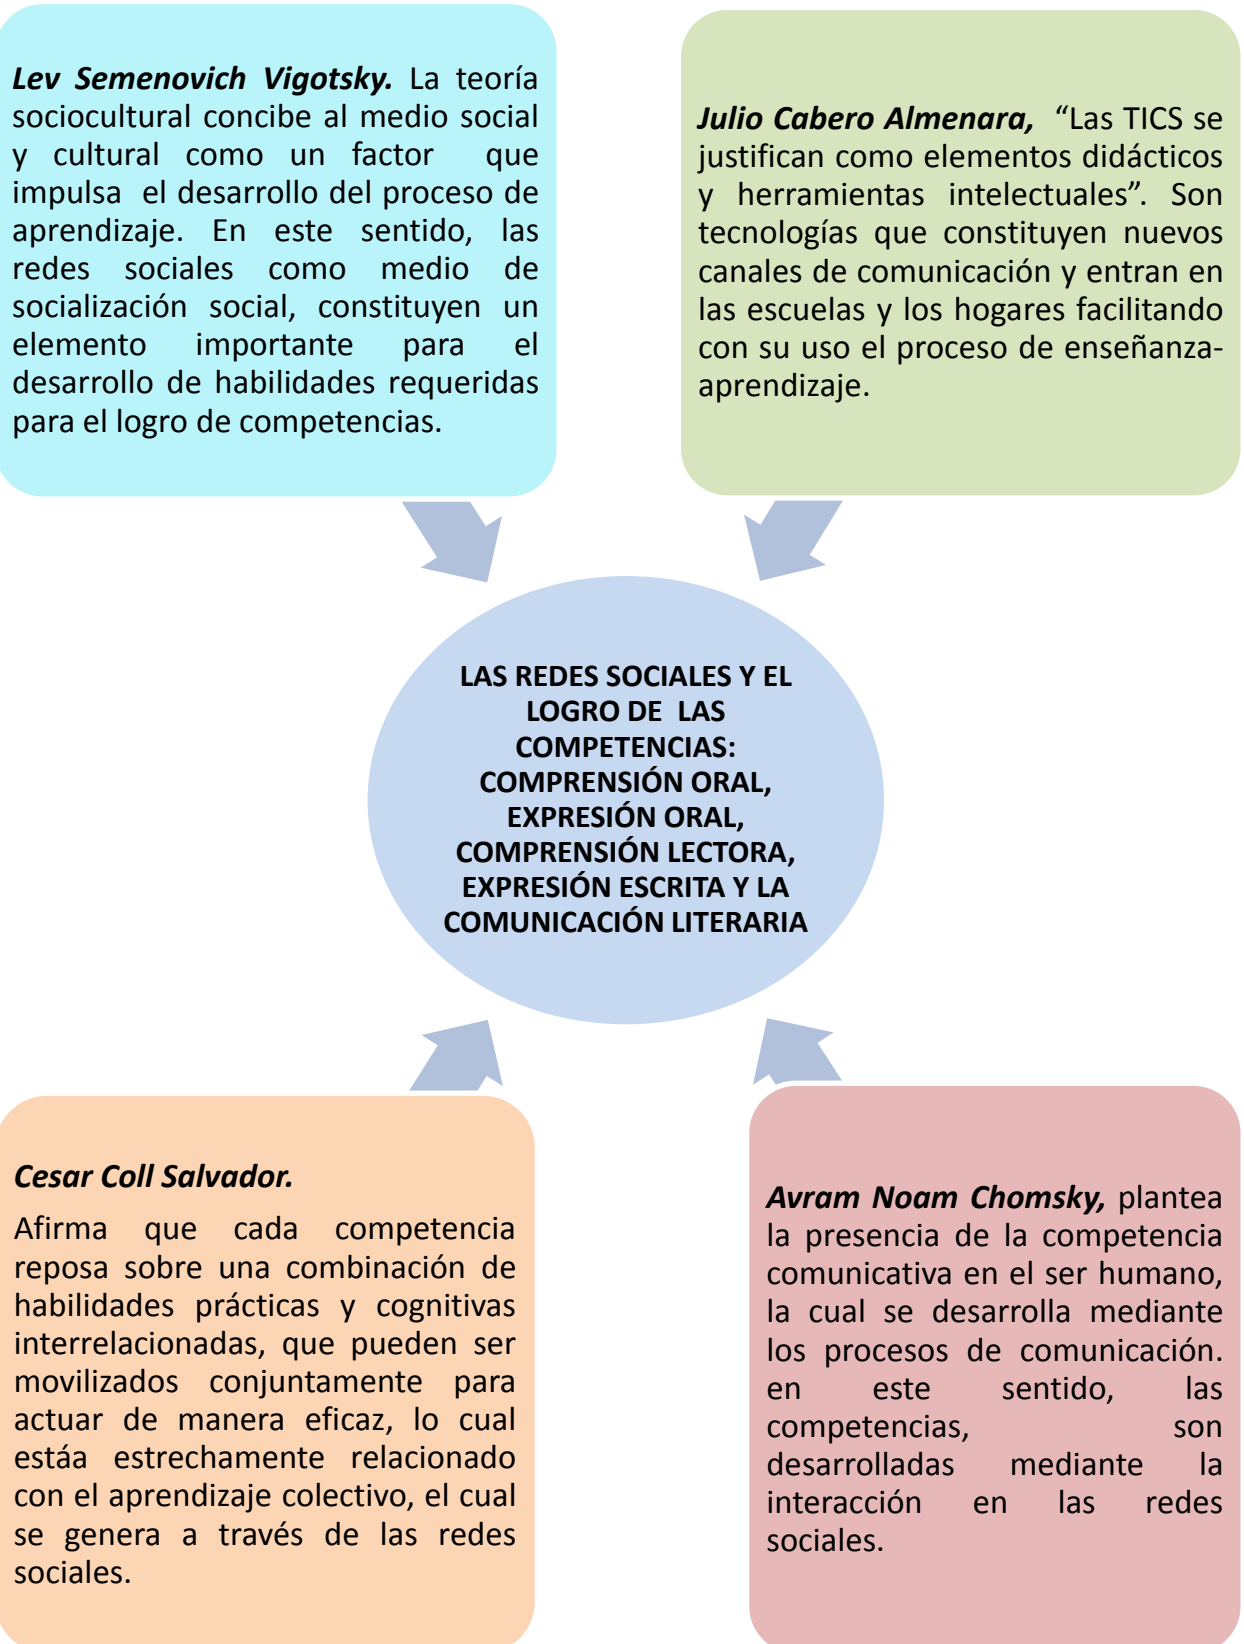 Lev Semenovich Vigotsky. La teoría
sociocultural concibe al medio social
y cultural como un factor que
impulsa el desarrollo del proceso de
aprendizaje. En este sentido, las
redes sociales como medio de
socialización social, constituyen un
elemento importante para el
desarrollo de habilidades requeridas
para el logro de competencias.
Julio Cabero Almenara, “Las TICS se
justifican como elementos didácticos
y herramientas intelectuales”. Son
tecnologías que constituyen nuevos
canales de comunicación y entran en
las escuelas y los hogares facilitando
con su uso el proceso de enseñanza-
aprendizaje.
LAS REDES SOCIALES Y EL
LOGRO DE LAS
COMPETENCIAS:
COMPRENSIÓN ORAL,
EXPRESIÓN ORAL,
COMPRENSIÓN LECTORA,
EXPRESIÓN ESCRITA Y LA
COMUNICACIÓN LITERARIA
Cesar Coll Salvador.
Afirma que cada competencia
reposa sobre una combinación de
habilidades prácticas y cognitivas
interrelacionadas, que pueden ser
movilizados conjuntamente para
actuar de manera eficaz, lo cual
estáa estrechamente relacionado
con el aprendizaje colectivo, el cual
se genera a través de las redes
sociales.
Avram Noam Chomsky, plantea
la presencia de la competencia
comunicativa en el ser humano,
la cual se desarrolla mediante
los procesos de comunicación.
en este sentido, las
competencias, son
desarrolladas mediante la
interacción en las redes
sociales.